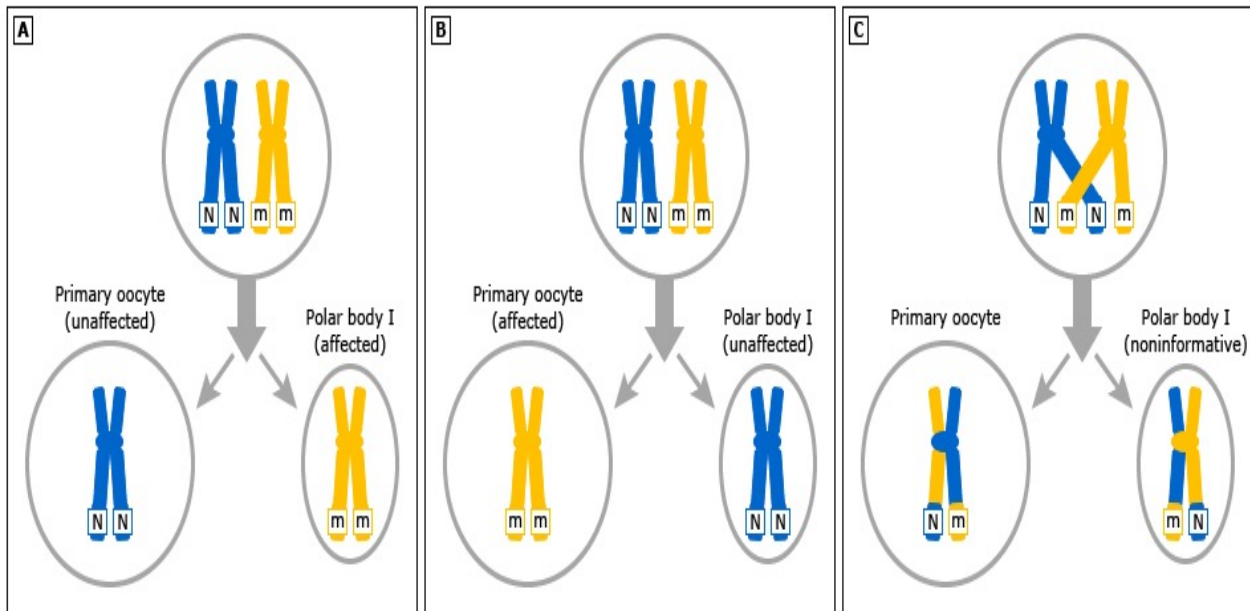 A
N N m m
Primary oocyte
(unaffected)
Polar body I
(affected)
N N
m m
B
N N m m
Primary oocyte
(affected)
Polar body I
(unaffected)
m m
N N
C
N m N m
Primary oocyte
Polar body I
(noninformative)
N m
m N